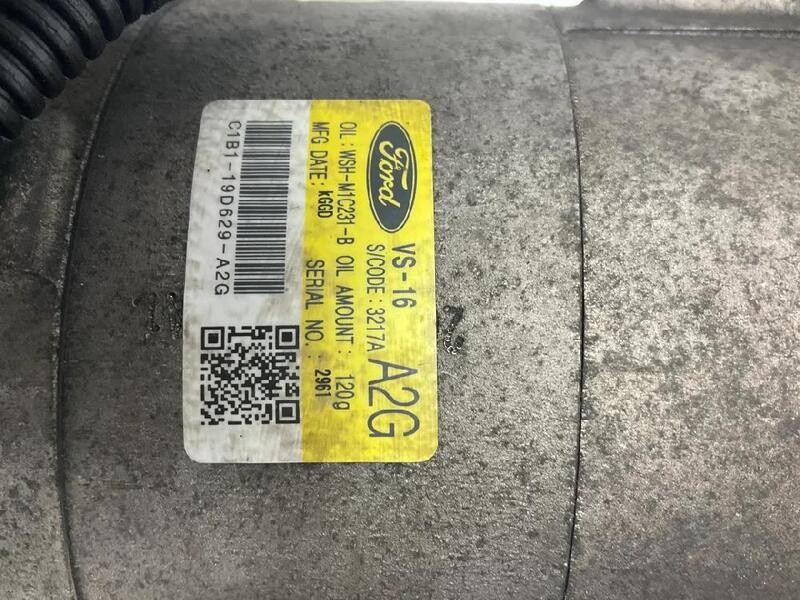 Ford
VS-16
S/CODE : 3217A
A2G
OIL : WSH-M1C231-B OIL AMOUNT : 120g
MFG DATE: KGGD SERIAL NO. : 2961
C1B1-19D629-A2G